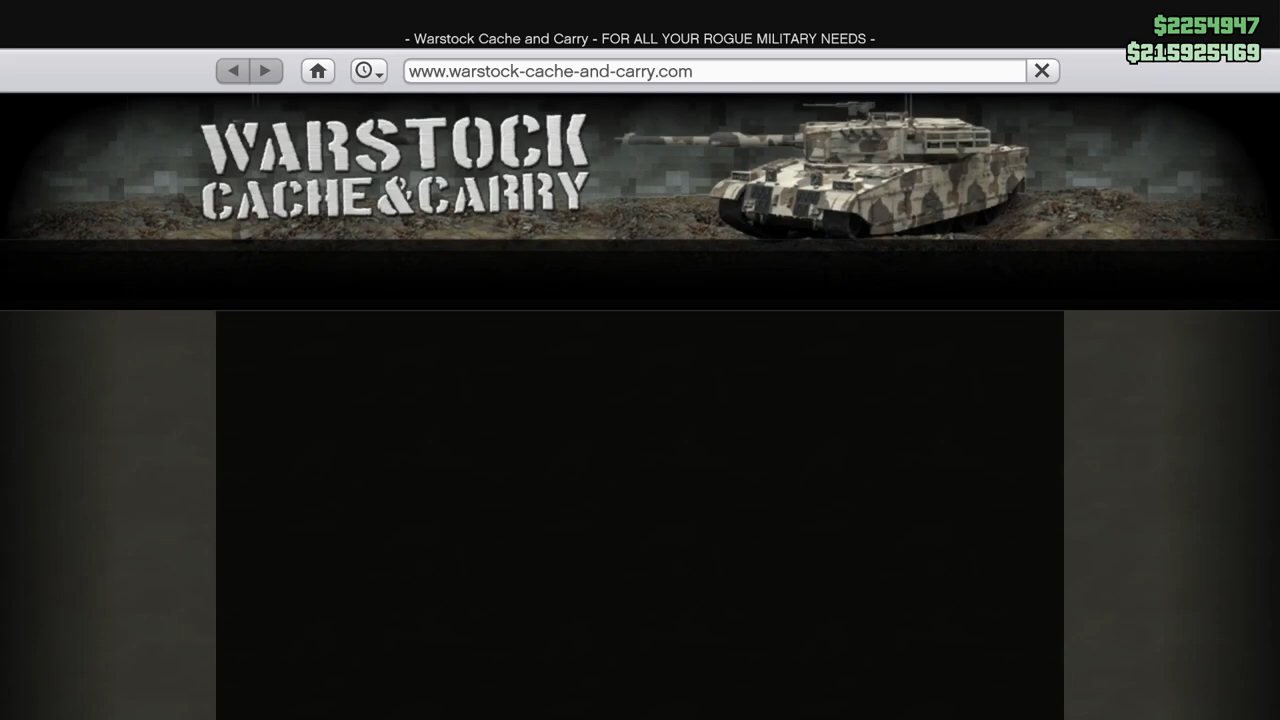 - Warstock Cache and Carry - FOR ALL YOUR ROGUE MILITARY NEEDS -
$2254947
$215925469
www.warstock-cache-and-carry.com
WARSTOCK
CACHE&CARRY